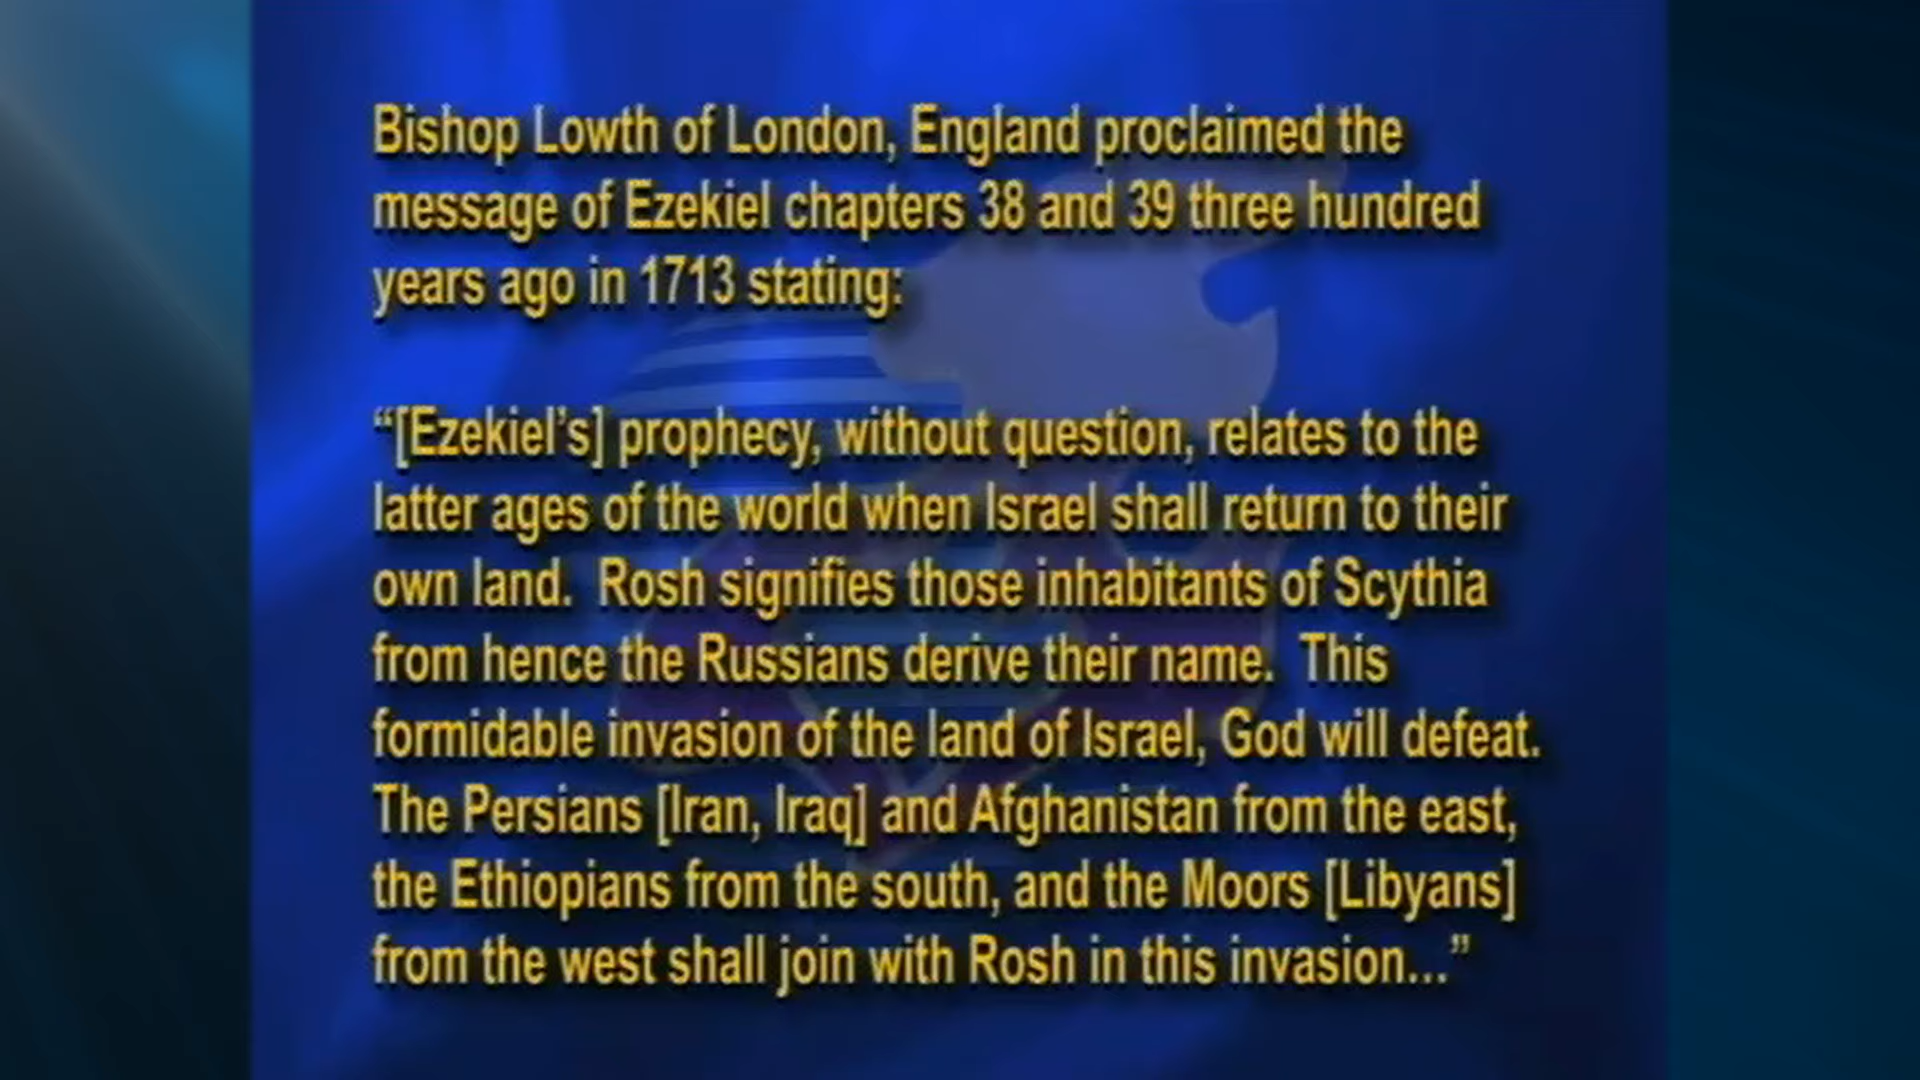 Bishop Lowth of London, England proclaimed the
message of Ezekiel chapters 38 and 39 three hundred
years ago in 1713 stating:
“[Ezekiel’s] prophecy, without question, relates to the
latter ages of the world when Israel shall return to their
own land.  Rosh signifies those inhabitants of Scythia
from hence the Russians derive their name.  This
formidable invasion of the land of Israel, God will defeat.
The Persians [Iran, Iraq] and Afghanistan from the east,
the Ethiopians from the south, and the Moors [Libyans]
from the west shall join with Rosh in this invasion...”